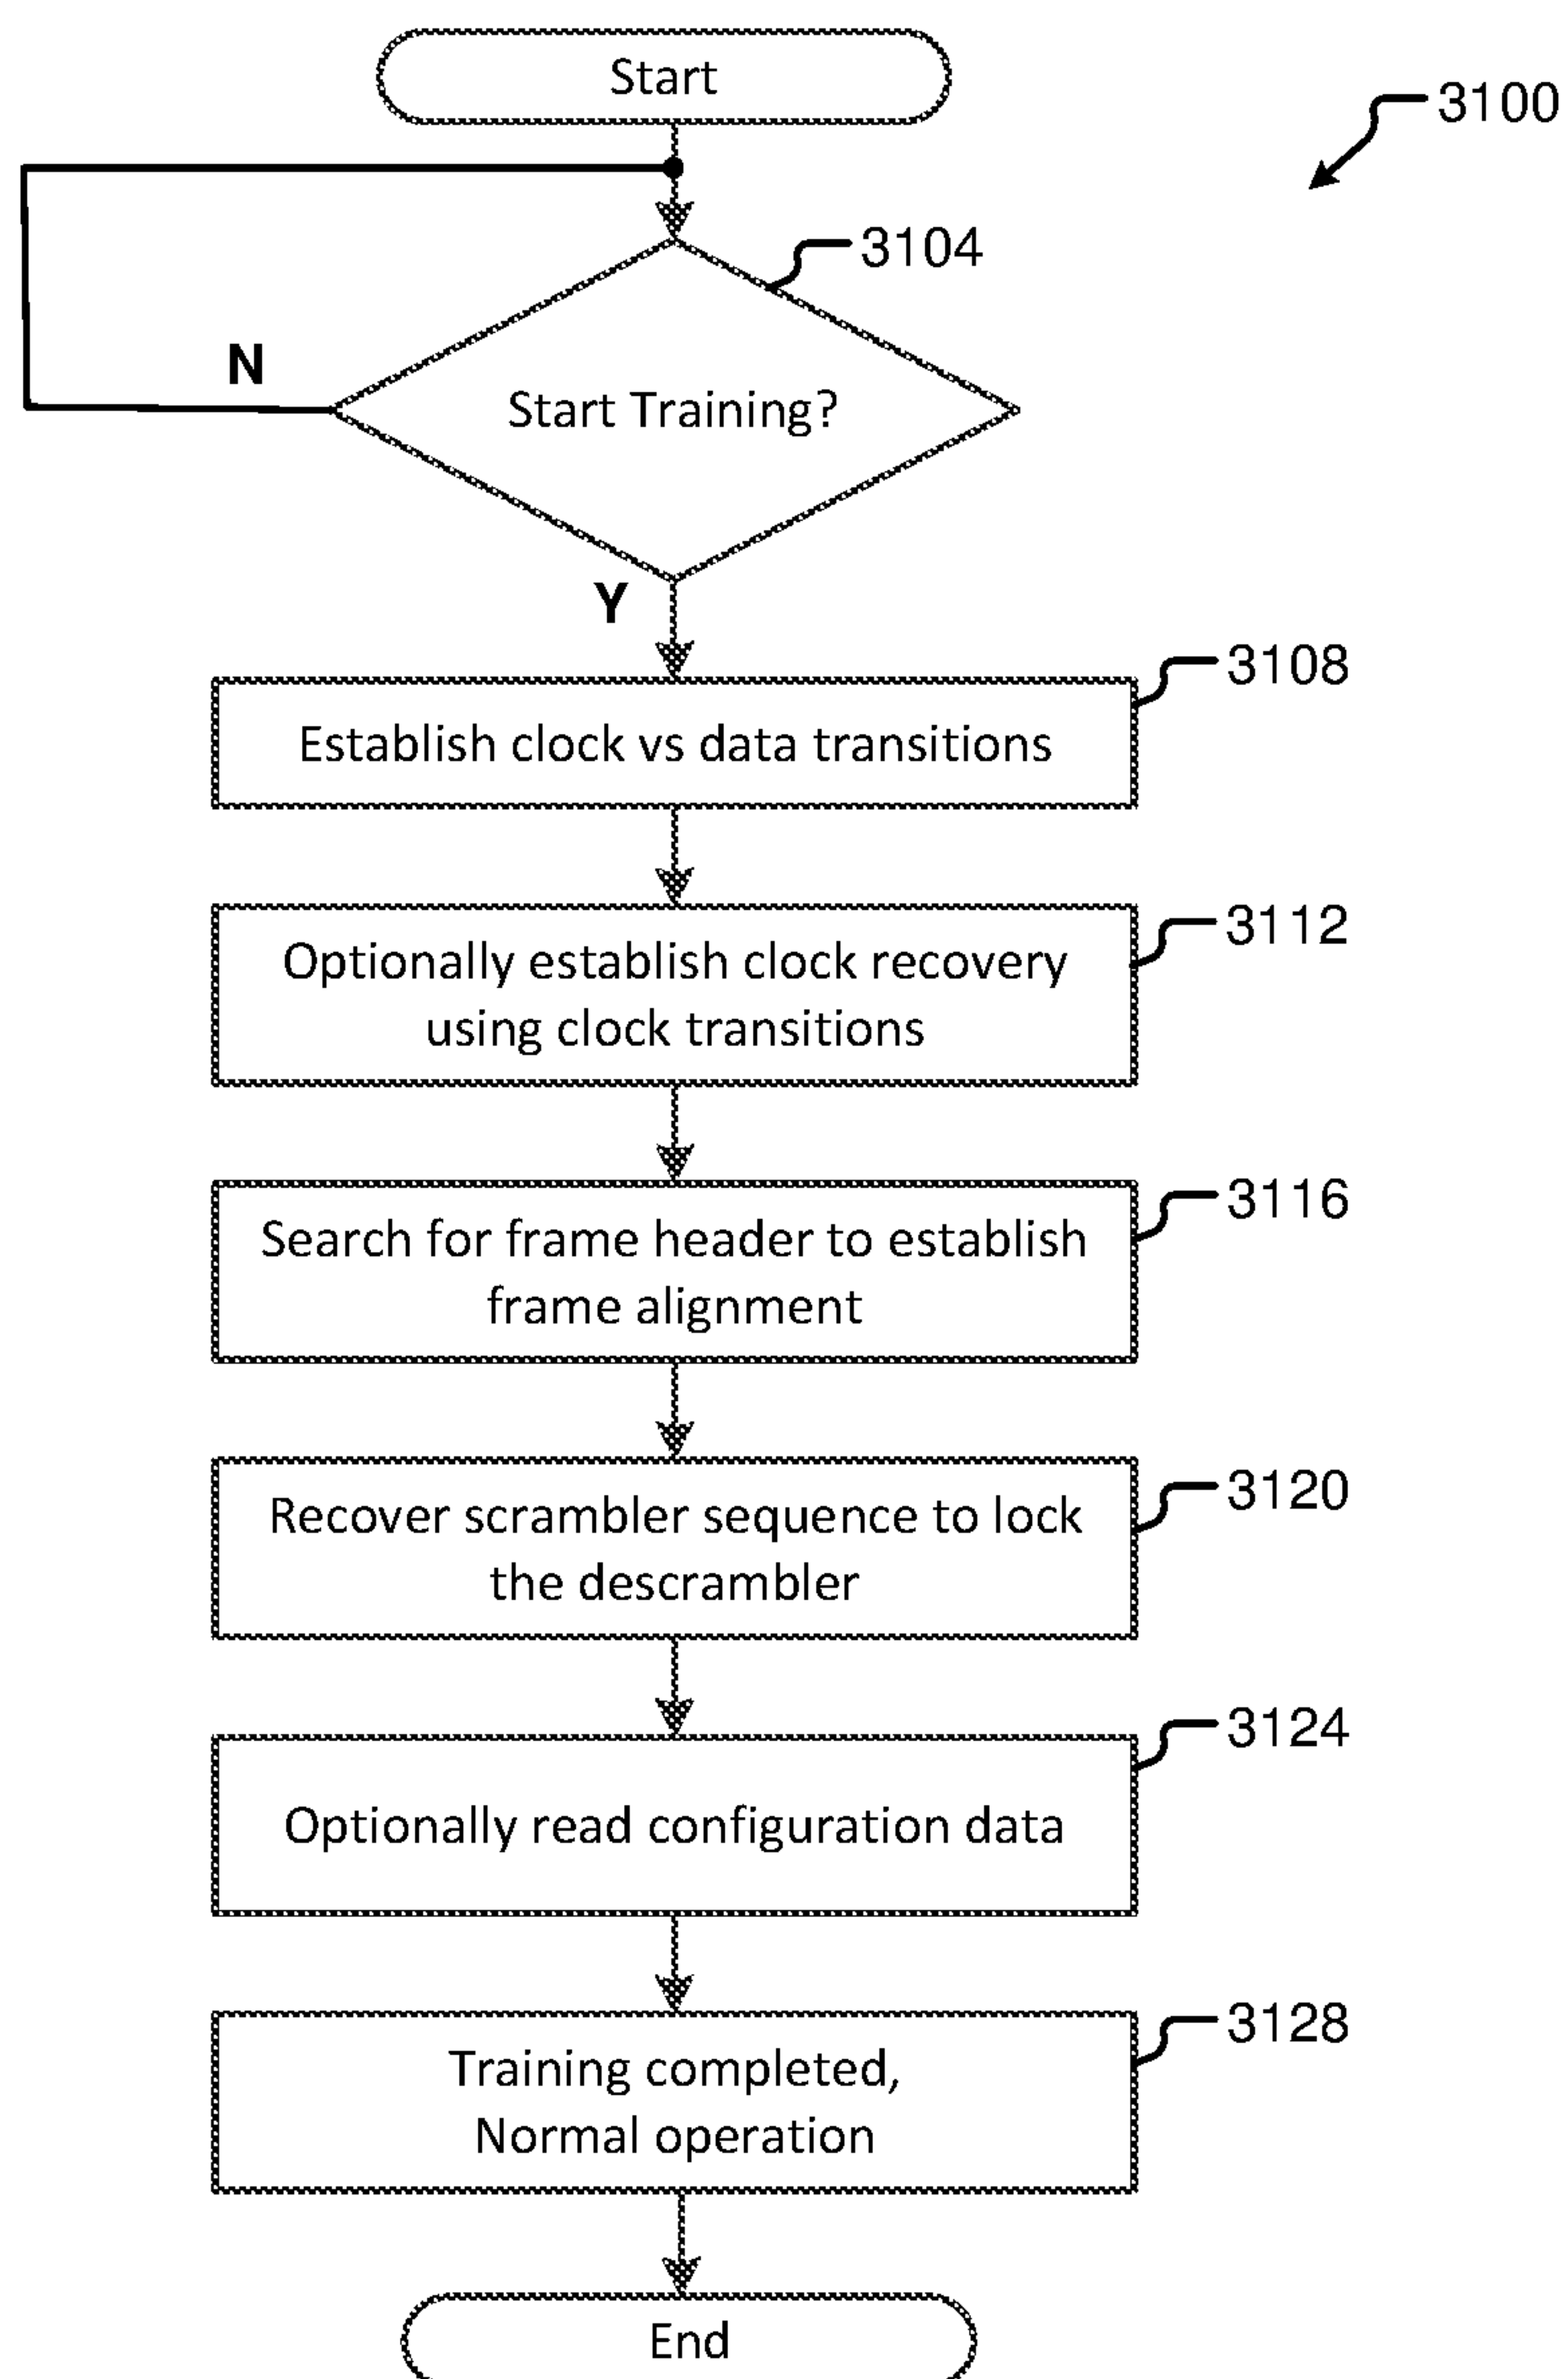 Start
3100
3104
N
Start Training?
Y
3108
Establish clock vs data transitions
3112
Optionally establish clock recovery
using clock transitions
3116
Search for frame header to establish
frame alignment
3120
Recover scrambler sequence to lock
the descrambler
3124
Optionally read configuration data
3128
Training completed,
Normal operation
End